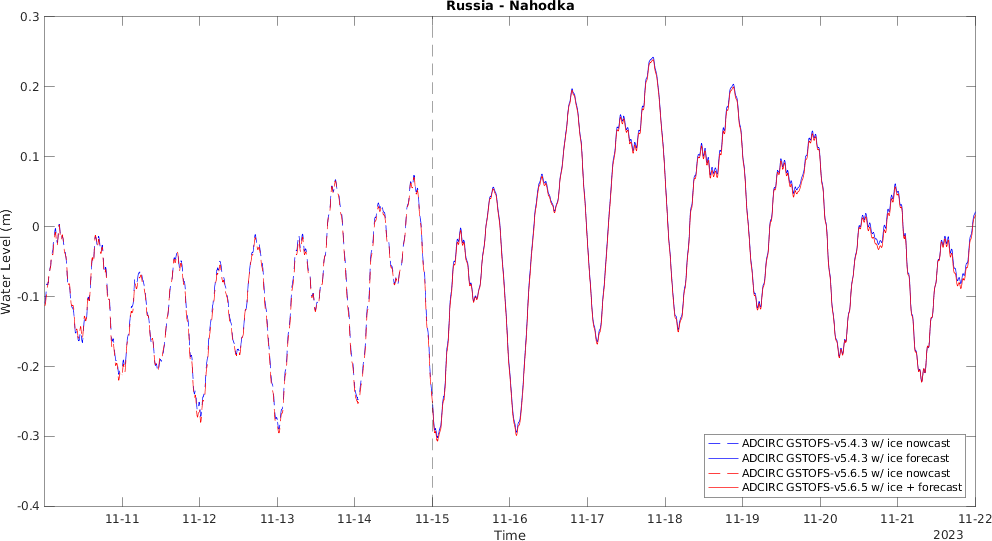 Russia - Nahodka
0.3
0.2
0.1
0
-0.1
-0.2
-0.3
-0.4
Water Level (m)
ADCIRC GSTOFS-v5.4.3 w/ ice nowcast
ADCIRC GSTOFS-v5.4.3 w/ ice forecast
ADCIRC GSTOFS-v5.6.5 w/ ice nowcast
ADCIRC GSTOFS-v5.6.5 w/ ice + forecast
11-11 11-12 11-13 11-14 11-15 11-16 11-17 11-18 11-19 11-20 11-21 11-22
Time
2023